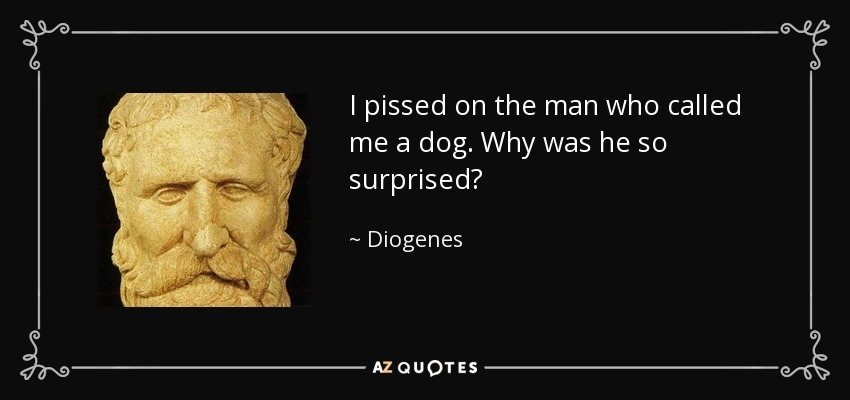 I pissed on the man who called
me a dog. Why was he so
surprised?
~ Diogenes
AZ QUOTES